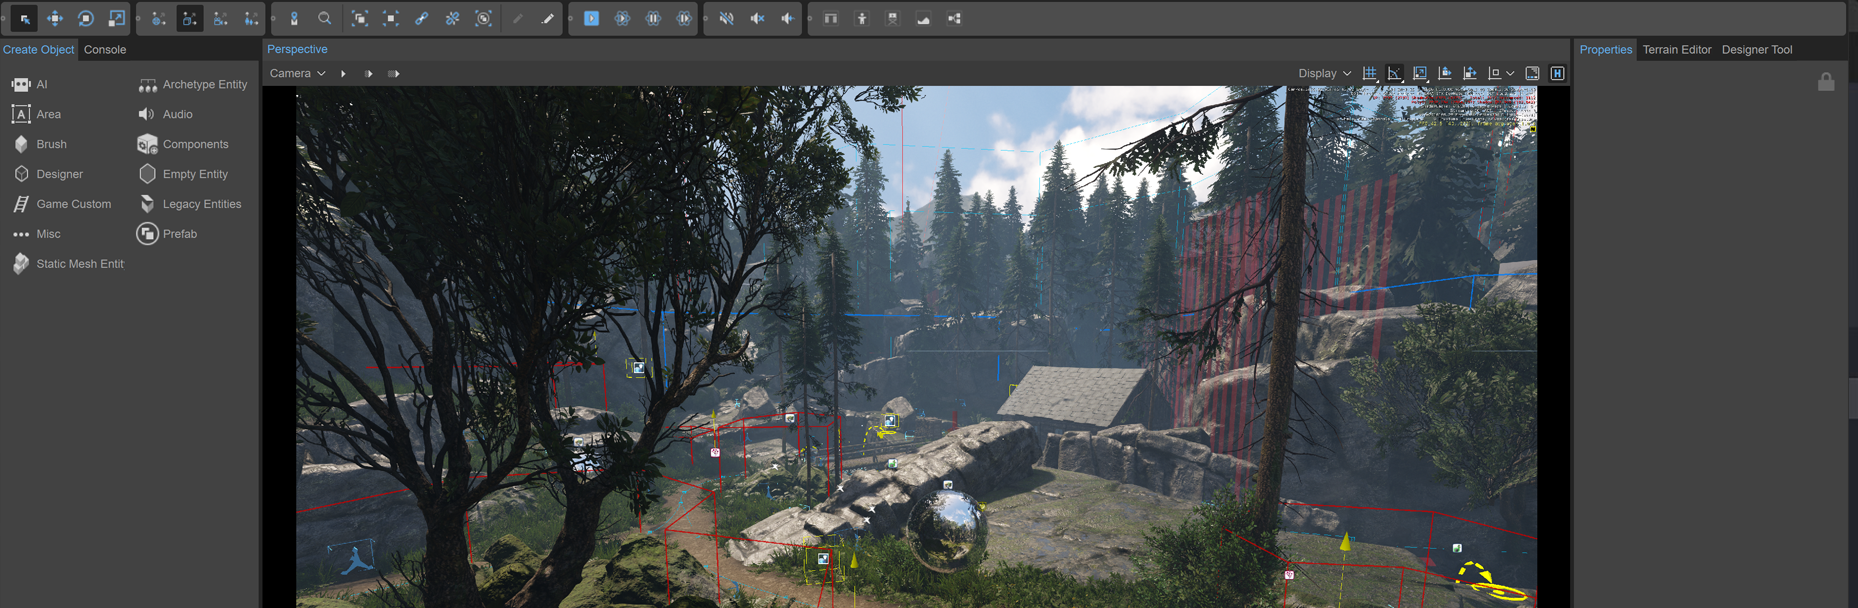 Create Object
Console
Perspective
Properties
Terrain Editor
Designer Tool
Camera
Display
AI
Archetype Entity
Area
Audio
Brush
Components
Designer
Empty Entity
Game Custom
Legacy Entities
Misc
Prefab
Static Mesh Entit